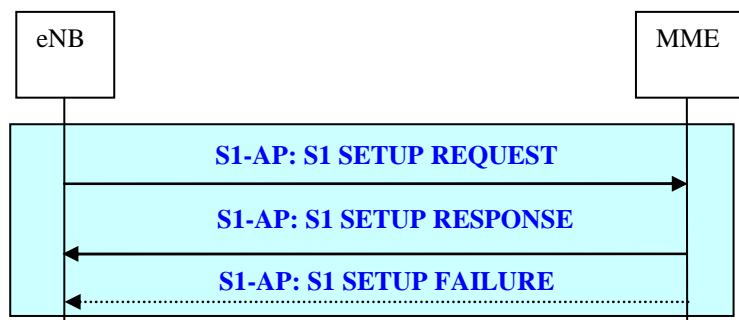 eNB
MME
S1-AP: S1 SETUP REQUEST
S1-AP: S1 SETUP RESPONSE
S1-AP: S1 SETUP FAILURE